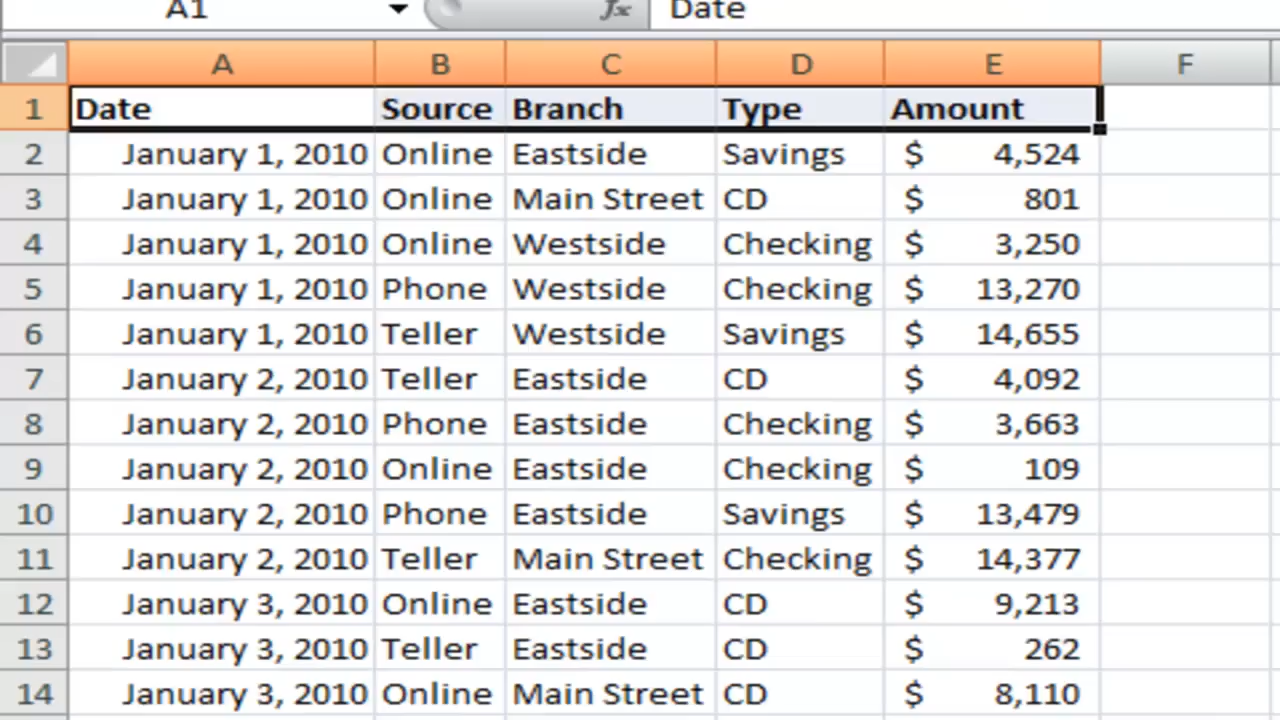 A1 fx Date
A B C D E F
1 Date Source Branch Type Amount
2 January 1, 2010 Online Eastside Savings $ 4,524
3 January 1, 2010 Online Main Street CD $ 801
4 January 1, 2010 Online Westside Checking $ 3,250
5 January 1, 2010 Phone Westside Checking $ 13,270
6 January 1, 2010 Teller Westside Savings $ 14,655
7 January 2, 2010 Teller Eastside CD $ 4,092
8 January 2, 2010 Phone Eastside Checking $ 3,663
9 January 2, 2010 Online Eastside Checking $ 109
10 January 2, 2010 Phone Eastside Savings $ 13,479
11 January 2, 2010 Teller Main Street Checking $ 14,377
12 January 3, 2010 Online Eastside CD $ 9,213
13 January 3, 2010 Teller Eastside CD $ 262
14 January 3, 2010 Online Main Street CD $ 8,110